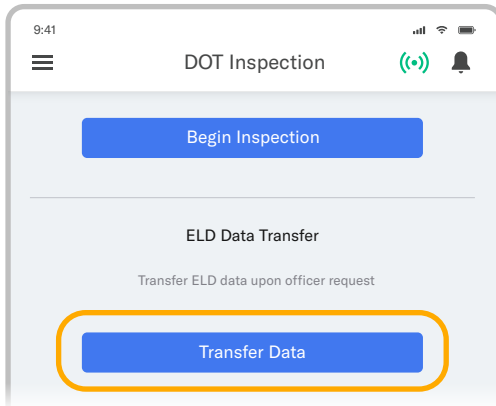 9:41
DOT Inspection
Begin Inspection
ELD Data Transfer
Transfer ELD data upon officer request
Transfer Data